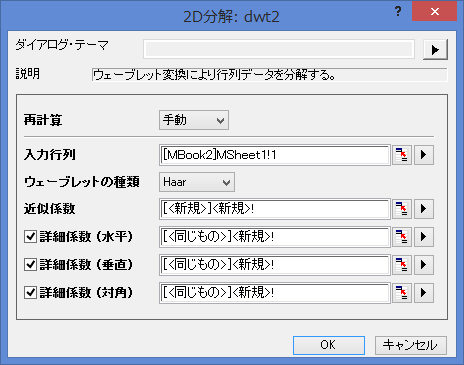 2D分解: dwt2
? ×
ダイアログ・テーマ
説明 ウェーブレット変換により行列データを分解する。
再計算 手動
入力行列 [MBook2]MSheet1!1
ウェーブレットの種類 Haar
近似係数 [<新規>]<新規>!
詳細係数 (水平) [<同じもの>]<新規>!
詳細係数 (垂直) [<同じもの>]<新規>!
詳細係数 (対角) [<同じもの>]<新規>!
OK キャンセル